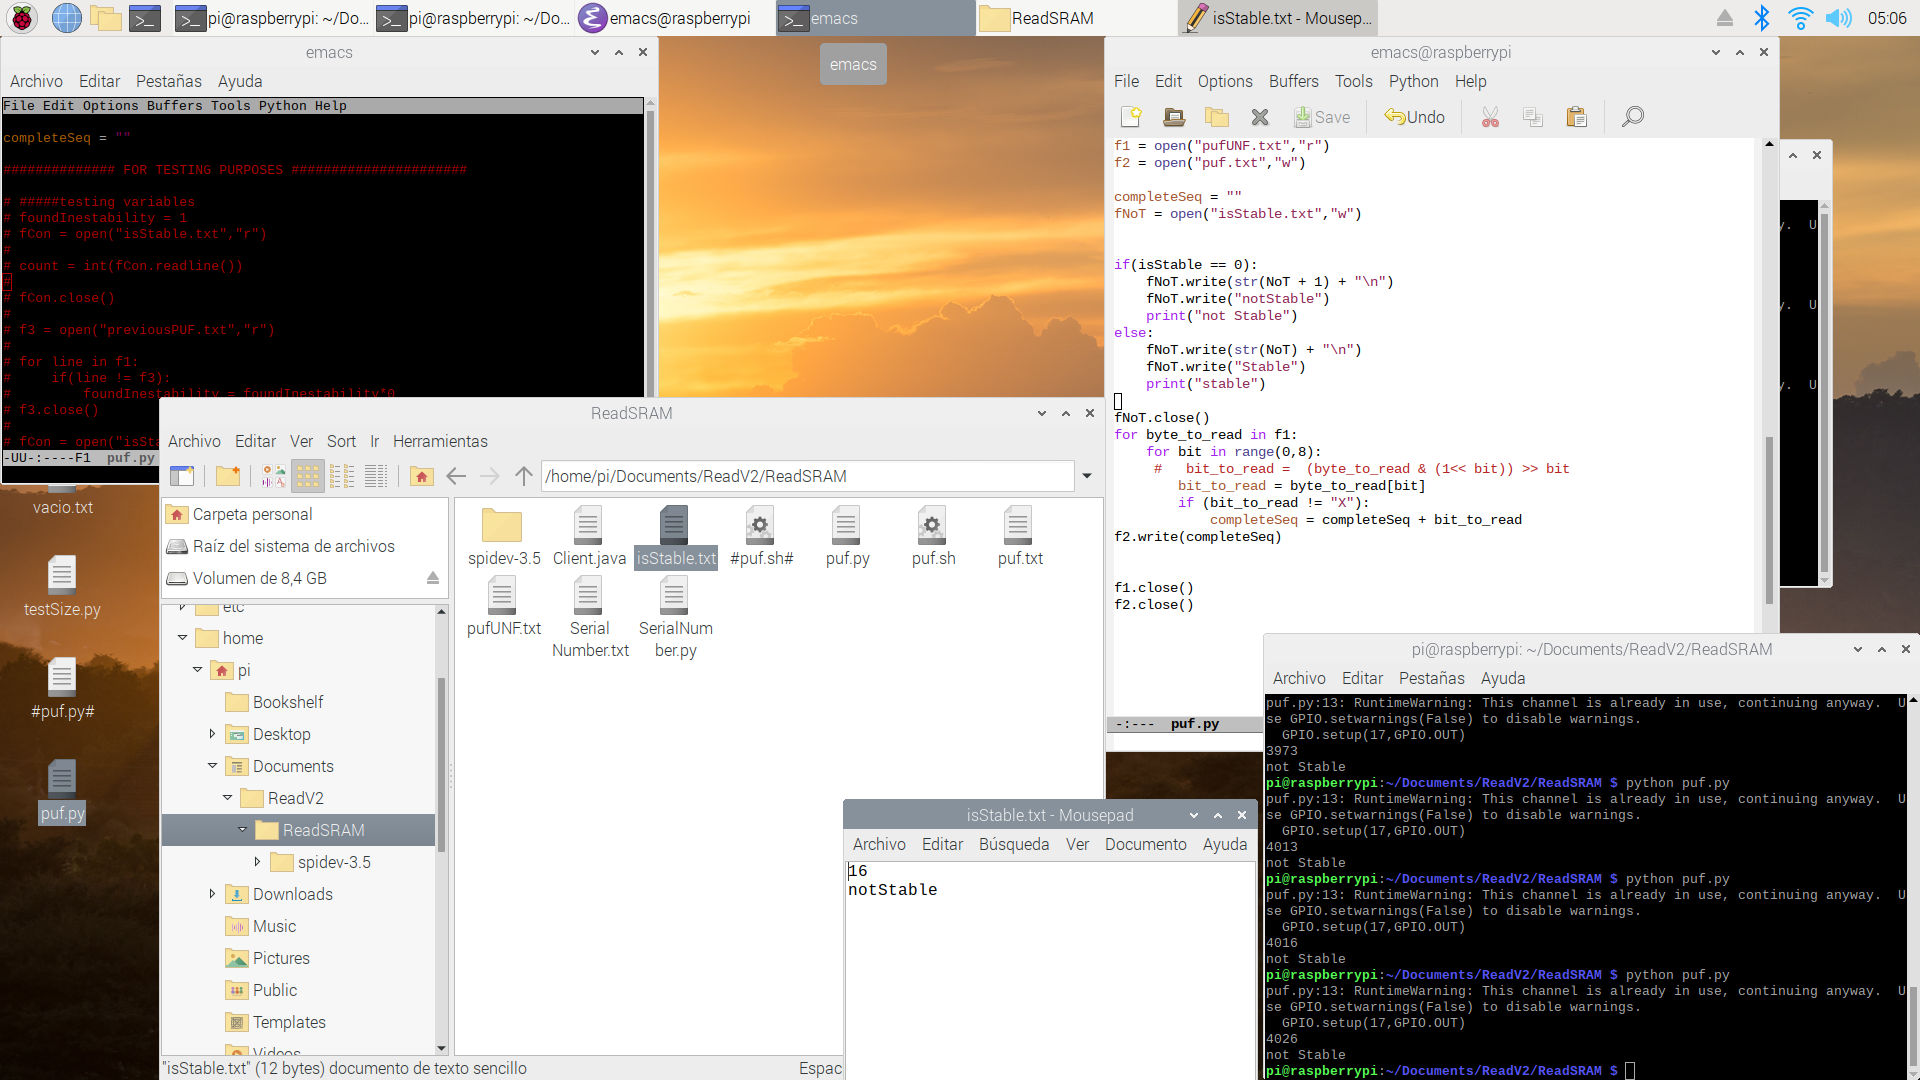 pi@raspberrypi: ~/Do...
pi@raspberrypi: ~/Do...
emacs@raspberrypi
emacs
ReadSRAM
isStable.txt - Mousep...
05:06
emacs
emacs
Archivo Editar Pestañas Ayuda
File Edit Options Buffers Tools Python Help
completeSeq = ""
############## FOR TESTING PURPOSES ######################
# #####testing variables
# foundInestability = 1
# fCon = open("isStable.txt","r")
#
# count = int(fCon.readline())
#
# fCon.close()
#
# f3 = open("previousPUF.txt","r")
#
# for line in f1:
#     if(line != f3):
#         foundInestability = foundInestability*0
# f3.close()
#
# fCon = open("isSta
-UU-:----F1  puf.py
vacio.txt
testSize.py
#puf.py#
puf.py
ReadSRAM
Archivo Editar Ver Sort Ir Herramientas
/home/pi/Documents/ReadV2/ReadSRAM
Carpeta personal
Raíz del sistema de archivos
Volumen de 8,4 GB
etc
home
pi
Bookshelf
Desktop
Documents
ReadV2
ReadSRAM
spidev-3.5
Downloads
Music
Pictures
Public
Templates
Videos
spidev-3.5 Client.java isStable.txt #puf.sh# puf.py puf.sh puf.txt
pufUNF.txt Serial Number.txt SerialNumber.py
"isStable.txt" (12 bytes) documento de texto sencillo
Espac
emacs@raspberrypi
File Edit Options Buffers Tools Python Help
Save Undo
f1 = open("pufUNF.txt","r")
f2 = open("puf.txt","w")
completeSeq = ""
fNoT = open("isStable.txt","w")
if(isStable == 0):
    fNoT.write(str(NoT + 1) + "\n")
    fNoT.write("notStable")
    print("not Stable")
else:
    fNoT.write(str(NoT) + "\n")
    fNoT.write("Stable")
    print("stable")
fNoT.close()
for byte_to_read in f1:
    for bit in range(0,8):
     #   bit_to_read =  (byte_to_read & (1<< bit)) >> bit
        bit_to_read = byte_to_read[bit]
        if (bit_to_read != "X"):
            completeSeq = completeSeq + bit_to_read
f2.write(completeSeq)
f1.close()
f2.close()
-:---  puf.py
y.  U
y.  U
y.  U
isStable.txt - Mousepad
Archivo Editar Búsqueda Ver Documento Ayuda
16
notStable
pi@raspberrypi: ~/Documents/ReadV2/ReadSRAM
Archivo Editar Pestañas Ayuda
puf.py:13: RuntimeWarning: This channel is already in use, continuing anyway.  U
se GPIO.setwarnings(False) to disable warnings.
  GPIO.setup(17,GPIO.OUT)
3973
not Stable
pi@raspberrypi:~/Documents/ReadV2/ReadSRAM $ python puf.py
puf.py:13: RuntimeWarning: This channel is already in use, continuing anyway.  U
se GPIO.setwarnings(False) to disable warnings.
  GPIO.setup(17,GPIO.OUT)
4013
not Stable
pi@raspberrypi:~/Documents/ReadV2/ReadSRAM $ python puf.py
puf.py:13: RuntimeWarning: This channel is already in use, continuing anyway.  U
se GPIO.setwarnings(False) to disable warnings.
  GPIO.setup(17,GPIO.OUT)
4016
not Stable
pi@raspberrypi:~/Documents/ReadV2/ReadSRAM $ python puf.py
puf.py:13: RuntimeWarning: This channel is already in use, continuing anyway.  U
se GPIO.setwarnings(False) to disable warnings.
  GPIO.setup(17,GPIO.OUT)
4026
not Stable
pi@raspberrypi:~/Documents/ReadV2/ReadSRAM $